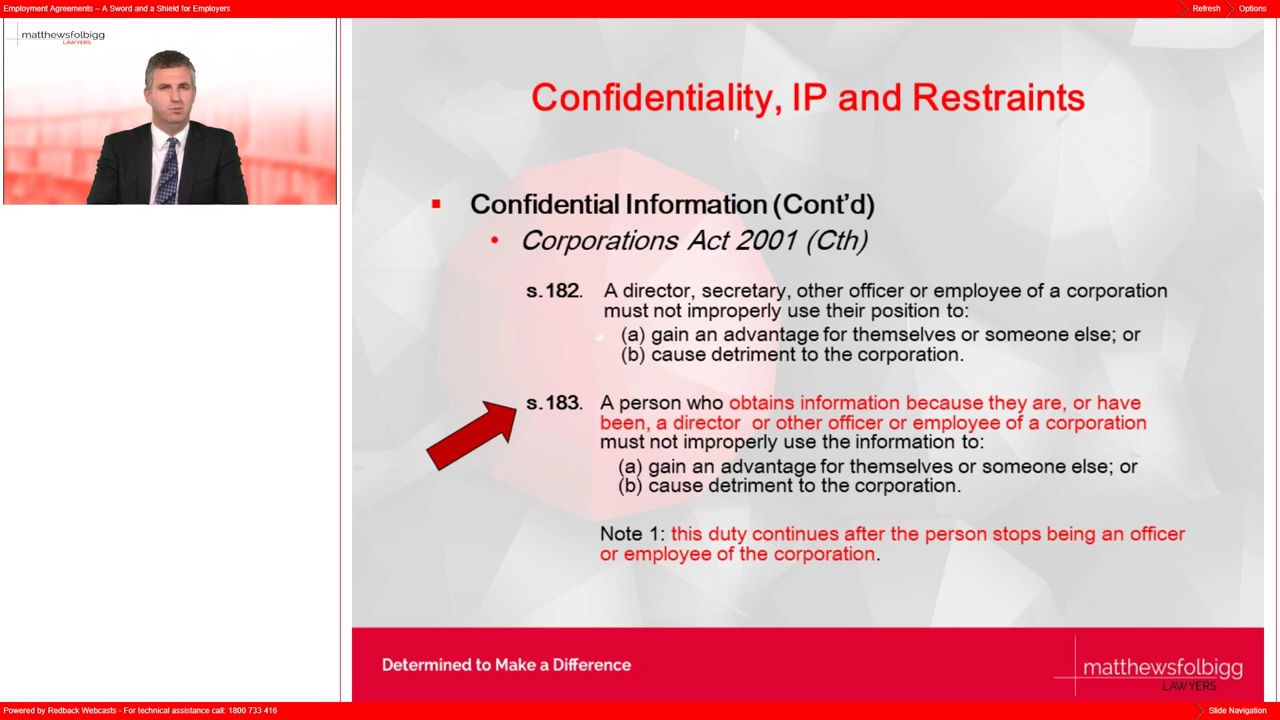 Employment Agreements – A Sword and a Shield for Employers
Refresh
Options
matthewsfolbigg
LAWYERS
Confidentiality, IP and Restraints
Confidential Information (Cont'd)
Corporations Act 2001 (Cth)
s.182. A director, secretary, other officer or employee of a corporation
must not improperly use their position to:
(a) gain an advantage for themselves or someone else; or
(b) cause detriment to the corporation.
s.183. A person who obtains information because they are, or have
been, a director or other officer or employee of a corporation
must not improperly use the information to:
(a) gain an advantage for themselves or someone else; or
(b) cause detriment to the corporation.
Note 1: this duty continues after the person stops being an officer
or employee of the corporation.
Determined to Make a Difference
matthewsfolbigg
LAWYERS
Powered by Redback Webcasts - For technical assistance call: 1800 733 416
Slide Navigation